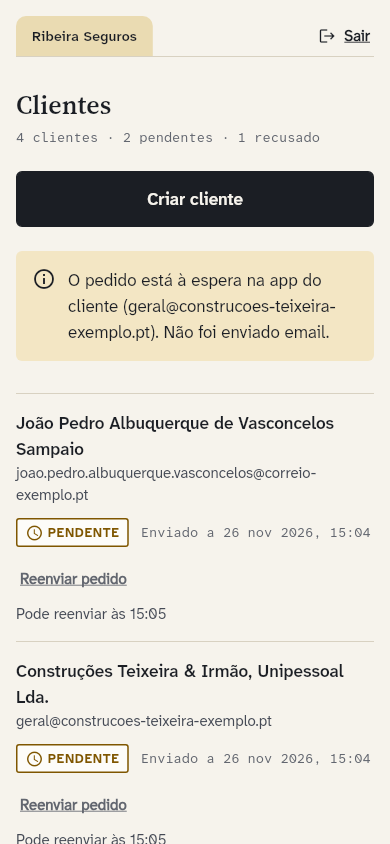 Ribeira Seguros
Sair
Clientes
4 clientes · 2 pendentes · 1 recusado
Criar cliente
O pedido está à espera na app do
cliente (geral@construcoes-teixeira-
exemplo.pt). Não foi enviado email.
João Pedro Albuquerque de Vasconcelos
Sampaio
joao.pedro.albuquerque.vasconcelos@correio-
exemplo.pt
PENDENTE Enviado a 26 nov 2026, 15:04
Reenviar pedido
Pode reenviar às 15:05
Construções Teixeira & Irmão, Unipessoal
Lda.
geral@construcoes-teixeira-exemplo.pt
PENDENTE Enviado a 26 nov 2026, 15:04
Reenviar pedido
Pode reenviar às 15:05